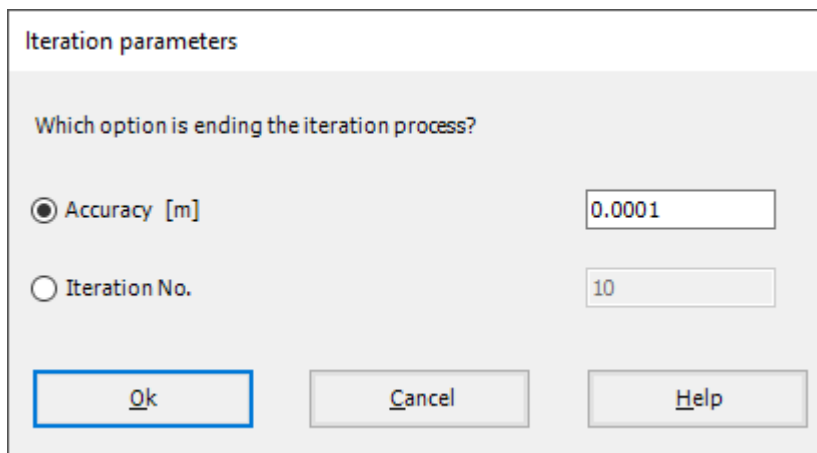 Iteration parameters
Which option is ending the iteration process?
Accuracy [m] 0.0001
Iteration No. 10
Ok Cancel Help